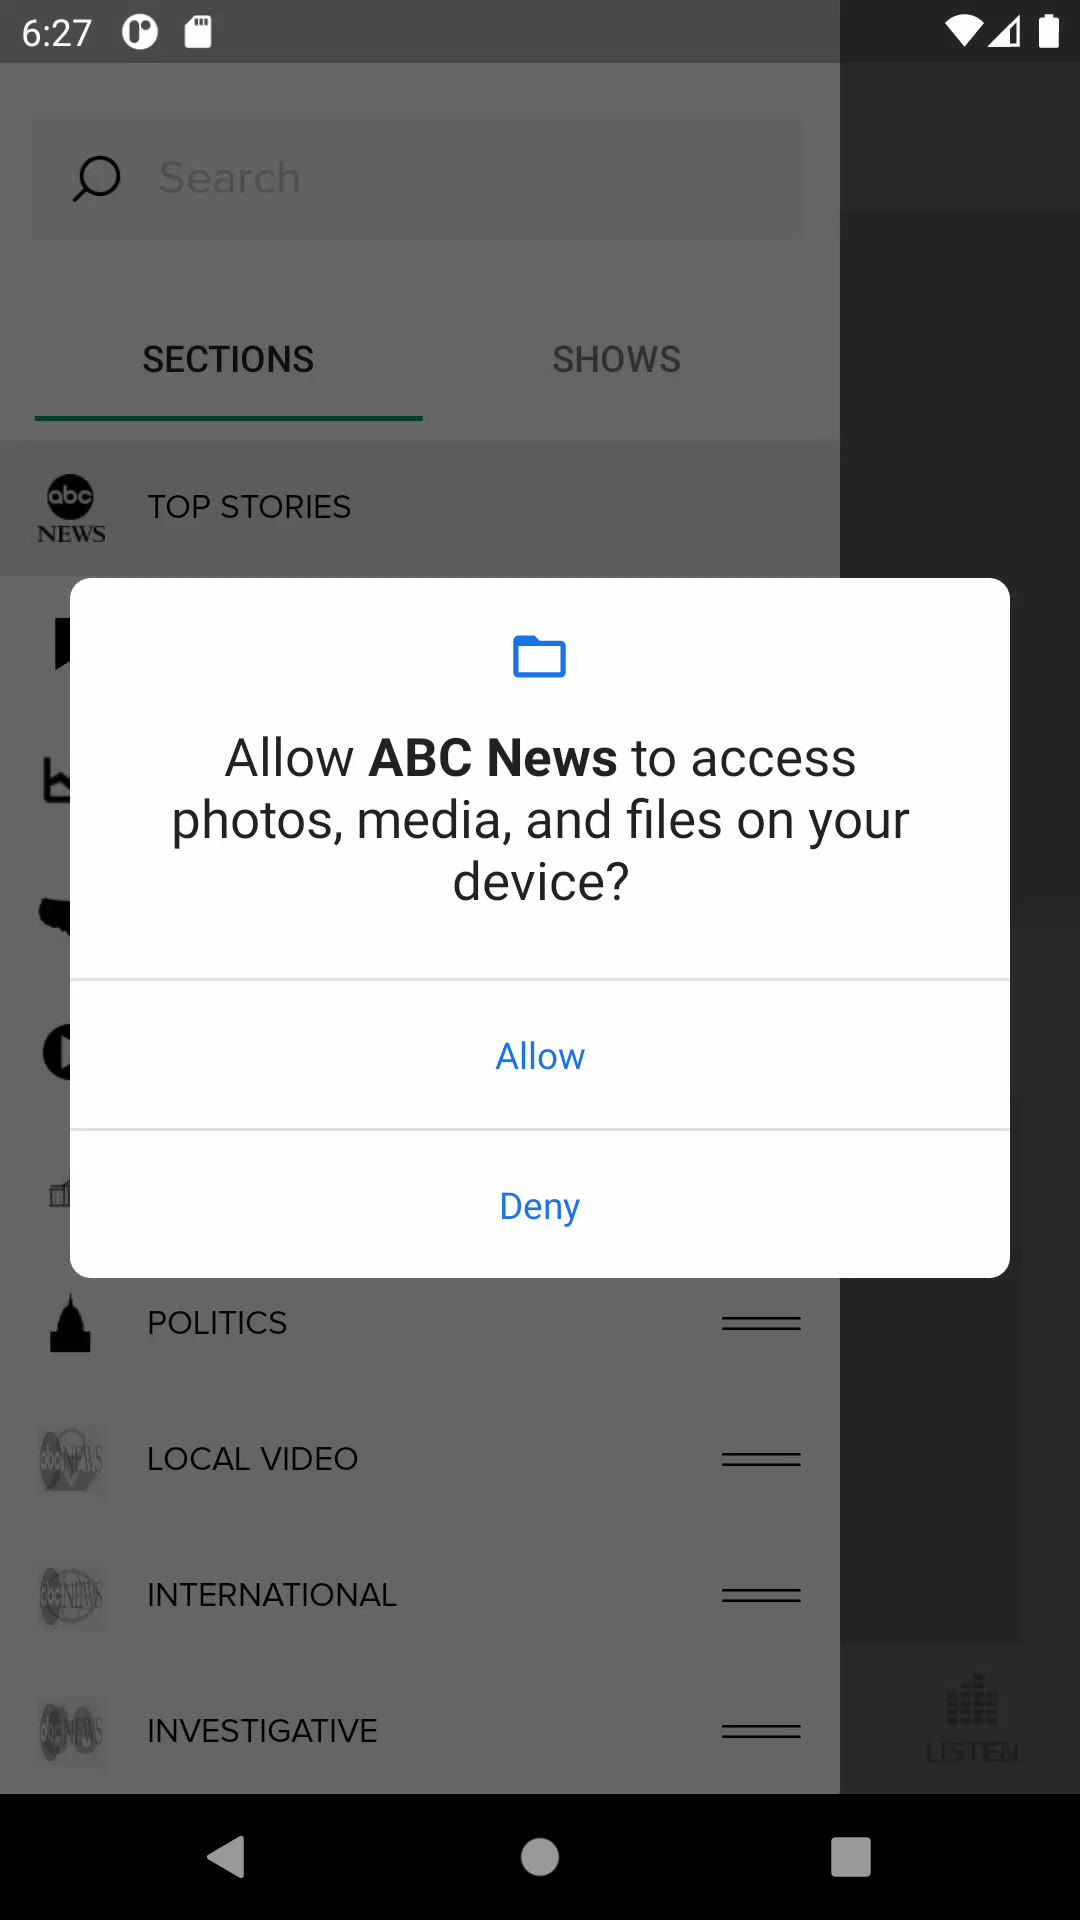 6:27
Search
SECTIONS
SHOWS
abc
NEWS
TOP STORIES
Allow ABC News to access
photos, media, and files on your
device?
Allow
Deny
POLITICS
abc NEWS
LOCAL VIDEO
abc NEWS
INTERNATIONAL
abc NEWS
INVESTIGATIVE
LISTEN